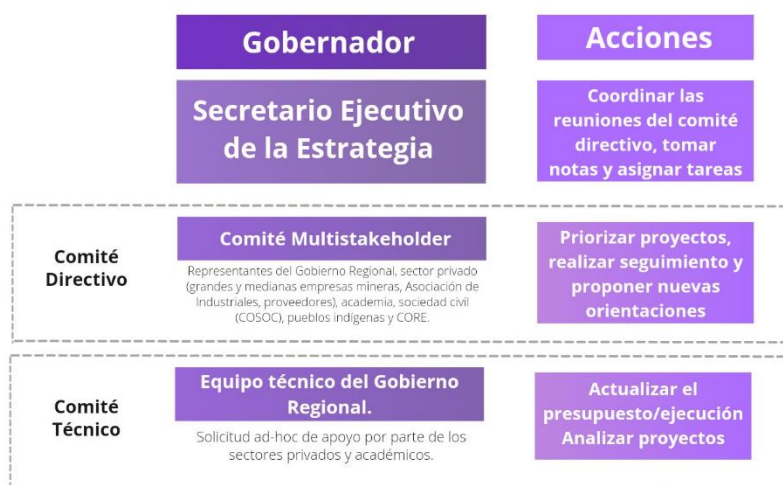 Gobernador
Acciones
Secretario Ejecutivo
de la Estrategia
Coordinar las
reuniones del comité
directivo, tomar
notas y asignar tareas
Comité
Directivo
Comité Multistakeholder
Representantes del Gobierno Regional, sector privado
(grandes y medianas empresas mineras, Asociación de
Industriales, proveedores), academia, sociedad civil
(COSOC), pueblos indígenas y CORE.
Priorizar proyectos,
realizar seguimiento y
proponer nuevas
orientaciones
Comité
Técnico
Equipo técnico del Gobierno
Regional.
Solicitud ad-hoc de apoyo por parte de los
sectores privados y académicos.
Actualizar el
presupuesto/ejecución
Analizar proyectos